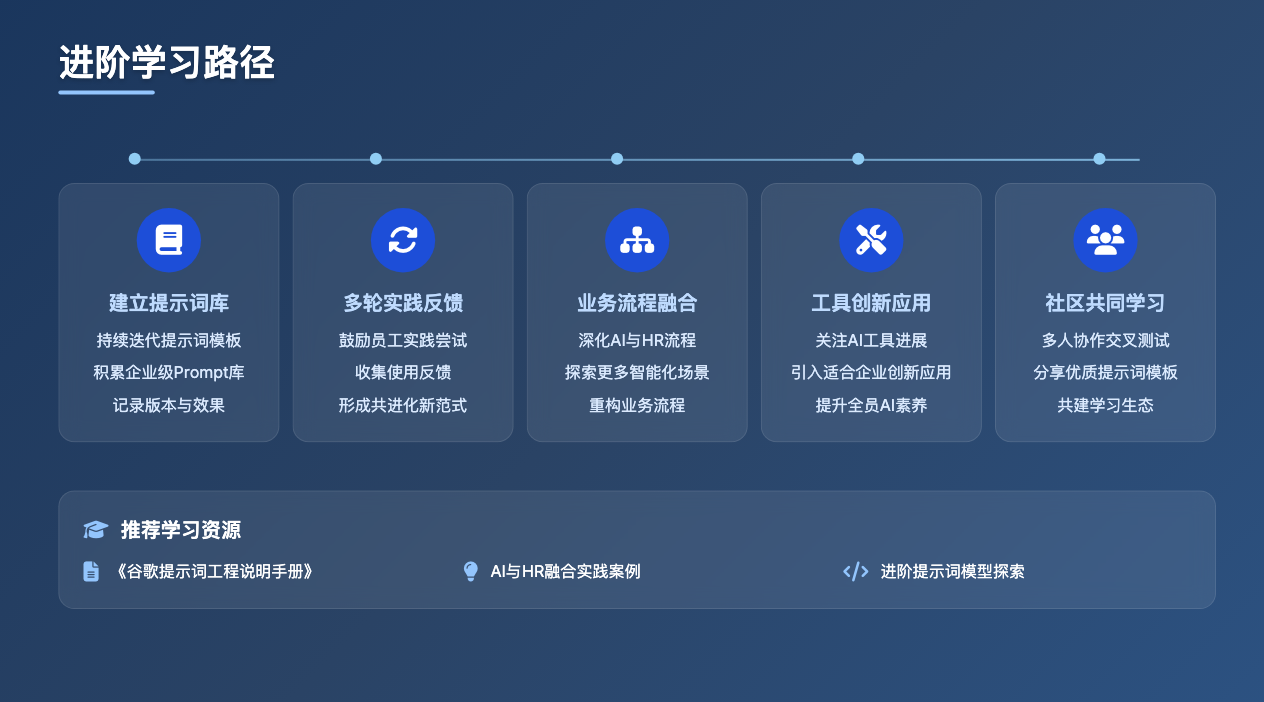 进阶学习路径
建立提示词库
持续迭代提示词模板
积累企业级Prompt库
记录版本与效果
多轮实践反馈
鼓励员工实践尝试
收集使用反馈
形成共进化新范式
业务流程融合
深化AI与HR流程
探索更多智能化场景
重构业务流程
工具创新应用
关注AI工具进展
引入适合企业创新应用
提升全员AI素养
社区共同学习
多人协作交叉测试
分享优质提示词模板
共建学习生态
推荐学习资源
《谷歌提示词工程说明手册》
AI与HR融合实践案例
进阶提示词模型探索